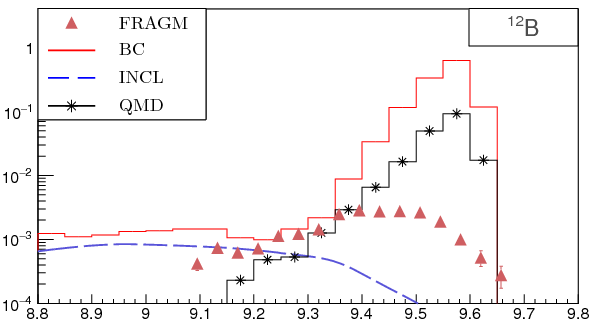 FRAGM
BC
INCL
QMD
¹²B
1
10⁻¹
10⁻²
10⁻³
10⁻⁴
8.8 8.9 9 9.1 9.2 9.3 9.4 9.5 9.6 9.7 9.8